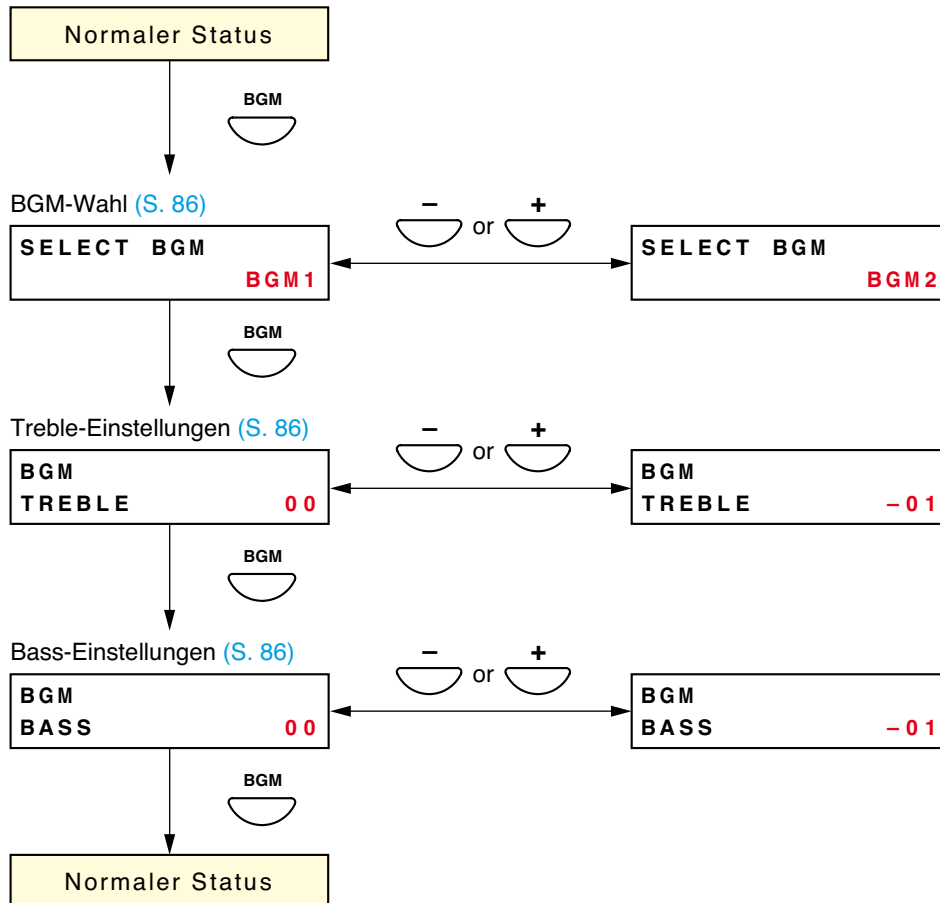 Normaler Status
BGM
BGM-Wahl (S. 86)
– or +
SELECT BGM
BGM1
SELECT BGM
BGM2
BGM
Treble-Einstellungen (S. 86)
– or +
BGM
TREBLE 00
BGM
TREBLE –01
BGM
Bass-Einstellungen (S. 86)
– or +
BGM
BASS 00
BGM
BASS –01
BGM
Normaler Status